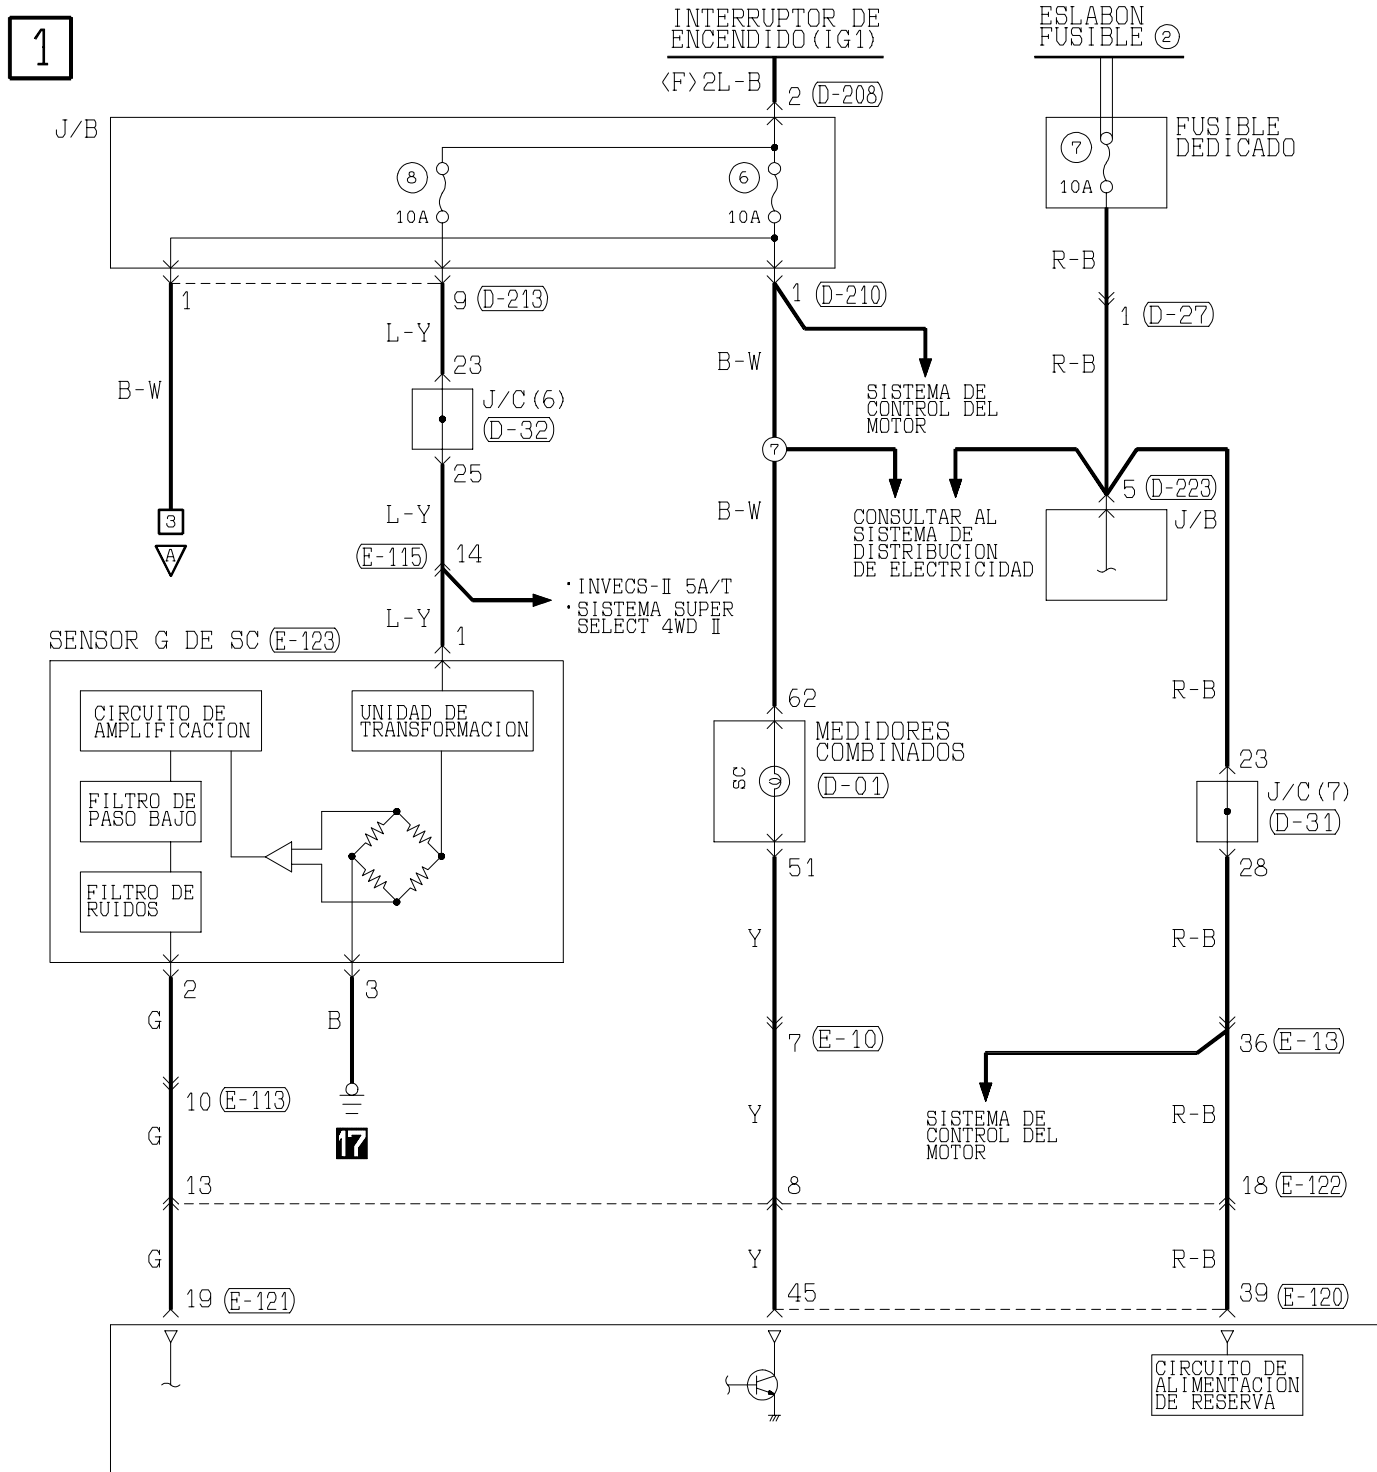 1
INTERRUPTOR DE
ENCENDIDO(IG1)
ESLABON
FUSIBLE ②
<F>2L-B
2 (D-208)
J/B
FUSIBLE
DEDICADO
⑦
10A
⑧
10A
⑥
10A
R-B
1
9 (D-213)
1 (D-210)
1 (D-27)
L-Y
B-W
R-B
23
B-W
J/C(6)
(D-32)
SISTEMA DE
CONTROL DEL
MOTOR
⑦
25
5 (D-223)
J/B
L-Y
B-W
3
A
CONSULTAR AL
SISTEMA DE
DISTRIBUCION
DE ELECTRICIDAD
(E-115) 14
·INVECS-Ⅱ 5A/T
·SISTEMA SUPER
SELECT 4WD Ⅱ
L-Y
1
SENSOR G DE SC (E-123)
R-B
62
CIRCUITO DE
AMPLIFICACION
UNIDAD DE
TRANSFORMACION
MEDIDORES
COMBINADOS
(D-01)
SC
23
J/C(7)
(D-31)
FILTRO DE
PASO BAJO
51
28
FILTRO DE
RUIDOS
Y
R-B
2
3
G
B
7 (E-10)
36 (E-13)
10 (E-113)
17
G
Y
SISTEMA DE
CONTROL DEL
MOTOR
R-B
13
8
18 (E-122)
G
Y
R-B
19 (E-121)
45
39 (E-120)
CIRCUITO DE
ALIMENTACION
DE RESERVA